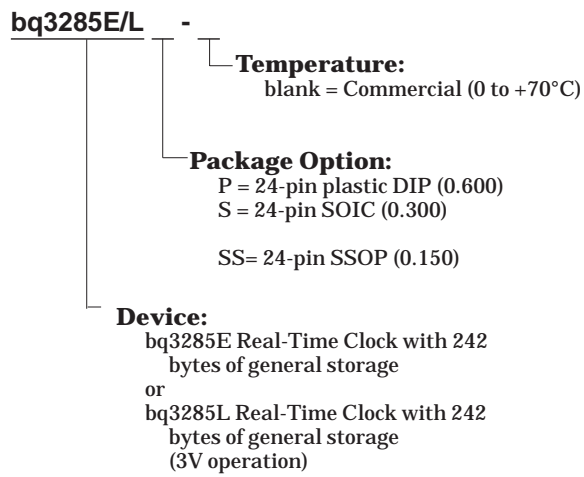 bq3285E/L -
Temperature:
blank = Commercial (0 to +70°C)
Package Option:
P = 24-pin plastic DIP (0.600)
S = 24-pin SOIC (0.300)
SS= 24-pin SSOP (0.150)
Device:
bq3285E Real-Time Clock with 242
bytes of general storage
or
bq3285L Real-Time Clock with 242
bytes of general storage
(3V operation)